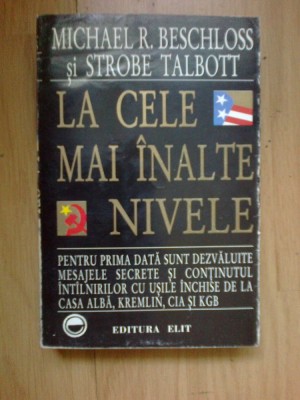 MICHAEL R. BESCHLOSS
și STROBE TALBOTT
LA CELE
MAI ÎNALTE
NIVELE
PENTRU PRIMA DATĂ SUNT DEZVĂLUITE
MESAJELE SECRETE ȘI CONȚINUTUL
ÎNTÎLNIRILOR CU UȘILE ÎNCHISE DE LA
CASA ALBĂ, KREMLIN, CIA ȘI KGB
EDITURA ELIT